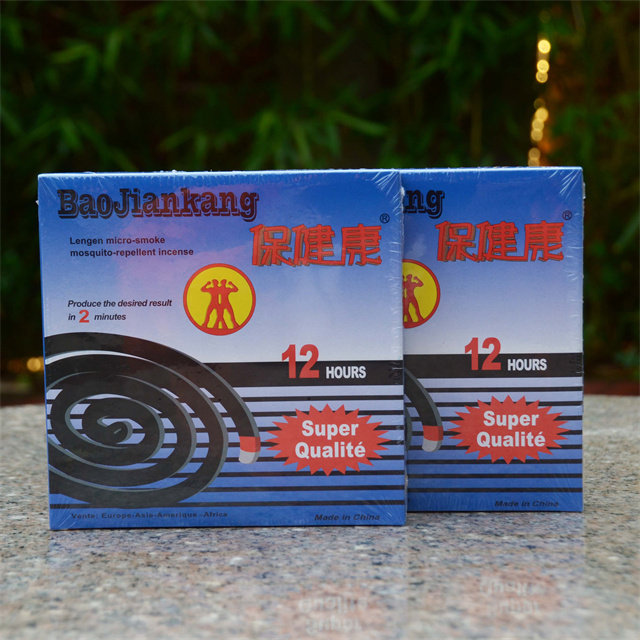 BaoJiankang
保健康®
Lengen micro-smoke
mosquito-repellent incense
Produce the desired result
in 2 minutes
12 HOURS
Super
Qualité
Vente: Europe-Asie-Amerique-Africa
Made in China
ng
保健康®
12 HOURS
Super
Qualité
Made in China